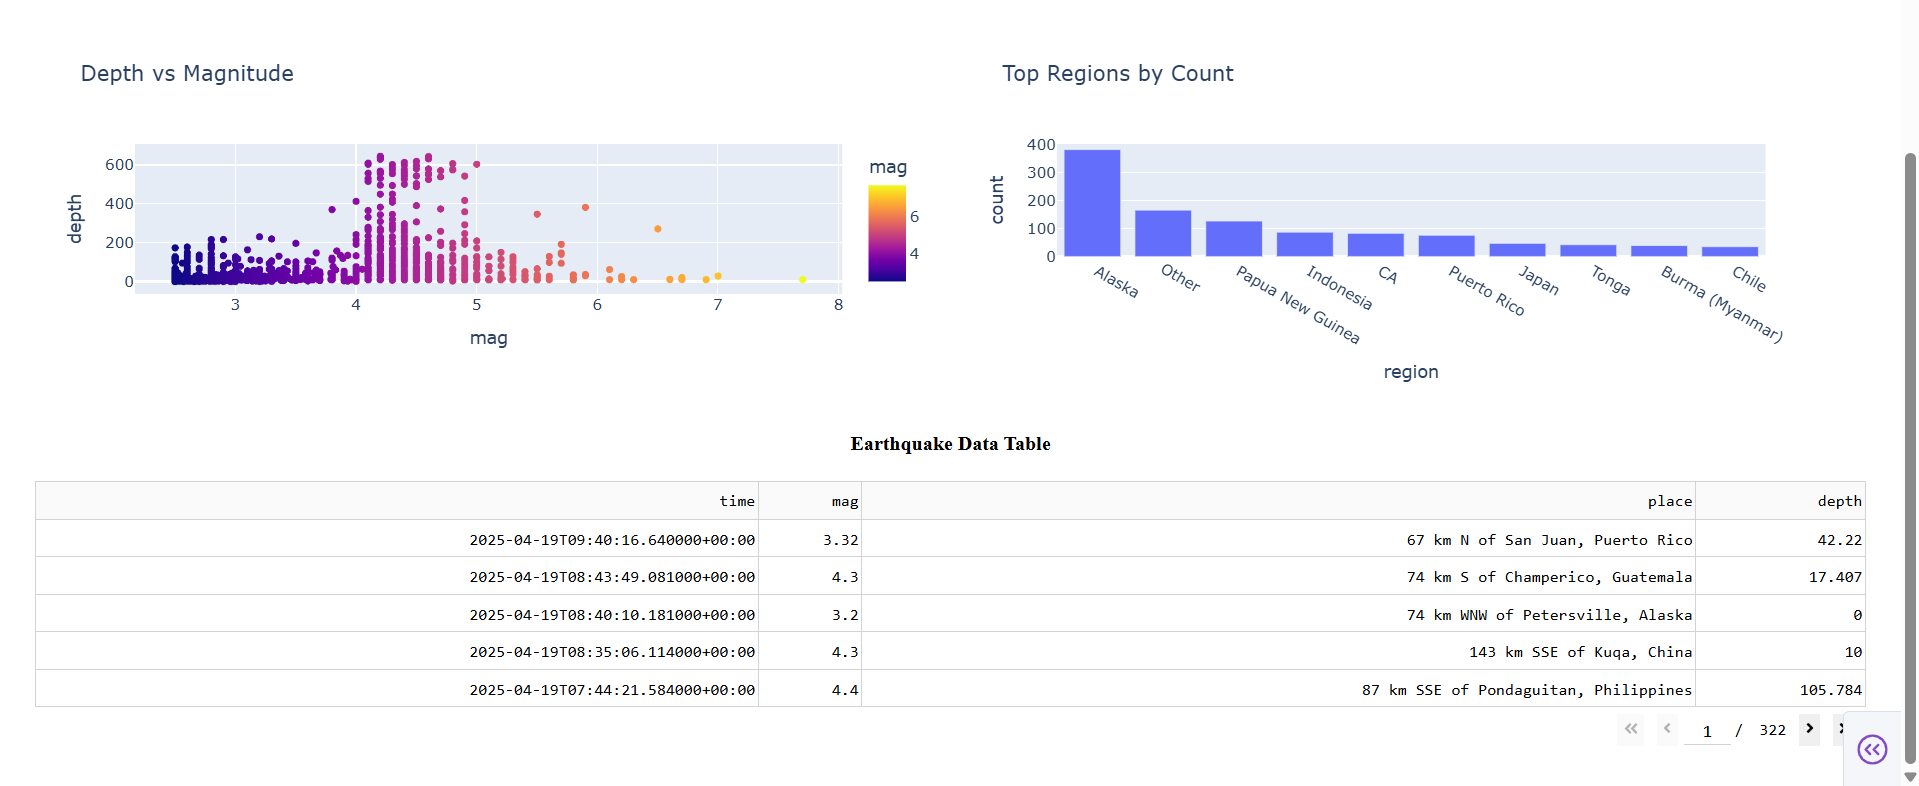 Depth vs Magnitude
Top Regions by Count
600
400
200
0
depth
3
4
5
6
7
8
mag
mag
6
4
400
300
200
100
0
count
Alaska
Other
Papua New Guinea
Indonesia
CA
Puerto Rico
Japan
Tonga
Burma (Myanmar)
Chile
region
Earthquake Data Table
time mag place depth
2025-04-19T09:40:16.640000+00:00 3.32 67 km N of San Juan, Puerto Rico 42.22
2025-04-19T08:43:49.081000+00:00 4.3 74 km S of Champerico, Guatemala 17.407
2025-04-19T08:40:10.181000+00:00 3.2 74 km WNW of Petersville, Alaska 0
2025-04-19T08:35:06.114000+00:00 4.3 143 km SSE of Kuqa, China 10
2025-04-19T07:44:21.584000+00:00 4.4 87 km SSE of Pondaguitan, Philippines 105.784
1 / 322